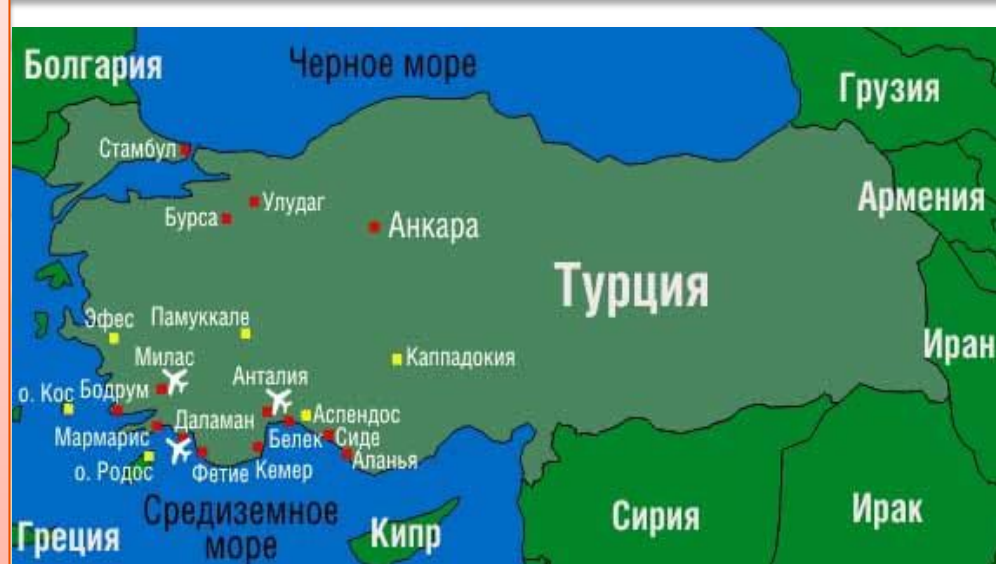 Болгария
Черное море
Грузия
Стамбул
Армения
Улудаг
Бурса
Анкара
Турция
Эфес
Памуккале
Иран
Милас
Каппадокия
Анталия
о. Кос
Бодрум
Даламан
Аспендос
Мармарис
Белек
Сиде
о. Родос
Фетие
Кемер
Аланья
Средиземное
море
Греция
Кипр
Сирия
Ирак